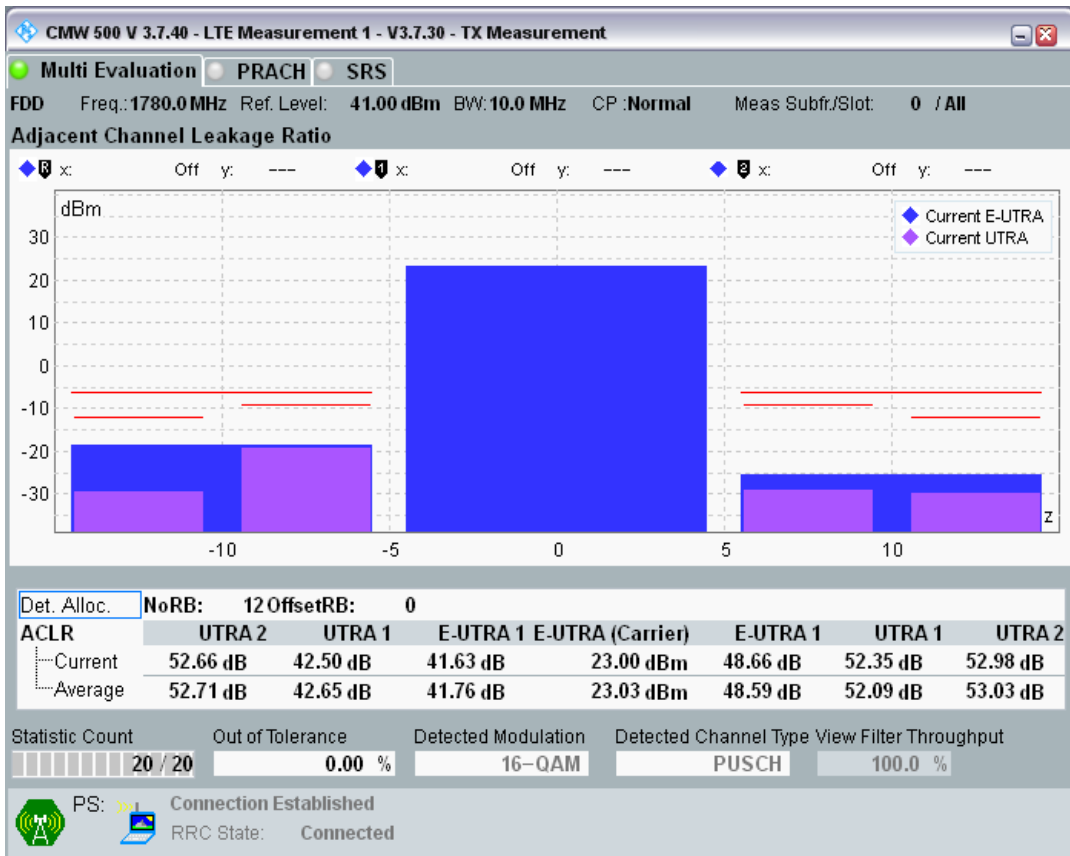 CMW 500 V 3.7.40 - LTE Measurement 1 - V3.7.30 - TX Measurement
Multi Evaluation PRACH SRS
FDD Freq.:1780.0 MHz Ref. Level: 41.00 dBm BW:10.0 MHz CP :Normal Meas Subfr./Slot: 0 / All
Adjacent Channel Leakage Ratio
R x: Off y: --- 1 x: Off y: --- 2 x: Off y: ---
dBm
Current E-UTRA
Current UTRA
30
20
10
0
-10
-20
-30
z
-10 -5 0 5 10
Det. Alloc. NoRB: 12 OffsetRB: 0
ACLR UTRA 2 UTRA 1 E-UTRA 1 E-UTRA (Carrier) E-UTRA 1 UTRA 1 UTRA 2
Current 52.66 dB 42.50 dB 41.63 dB 23.00 dBm 48.66 dB 52.35 dB 52.98 dB
Average 52.71 dB 42.65 dB 41.76 dB 23.03 dBm 48.59 dB 52.09 dB 53.03 dB
Statistic Count Out of Tolerance Detected Modulation Detected Channel Type View Filter Throughput
20 / 20 0.00 % 16-QAM PUSCH 100.0 %
PS: Connection Established
RRC State: Connected